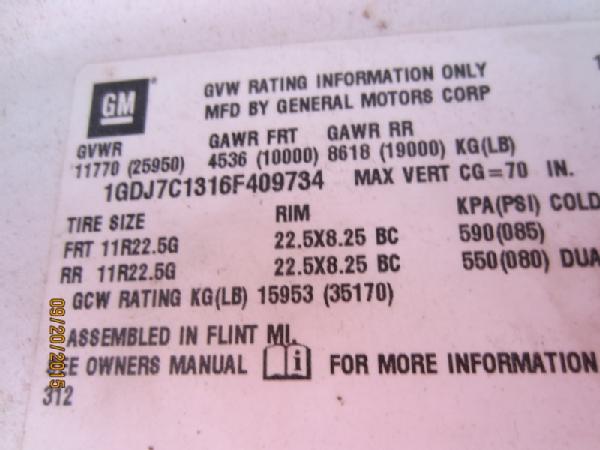 GM
GVW RATING INFORMATION ONLY
MFD BY GENERAL MOTORS CORP
GVWR GAWR FRT GAWR RR
11770 (25950) 4536 (10000) 8618 (19000) KG(LB)
1GDJ7C1316F409734 MAX VERT CG=70 IN.
TIRE SIZE RIM KPA(PSI) COLD
FRT 11R22.5G 22.5X8.25 BC 590(085)
RR 11R22.5G 22.5X8.25 BC 550(080) DUA
GCW RATING KG(LB) 15953 (35170)
ASSEMBLED IN FLINT MI.
EE OWNERS MANUAL i FOR MORE INFORMATION
312
09/20/2015